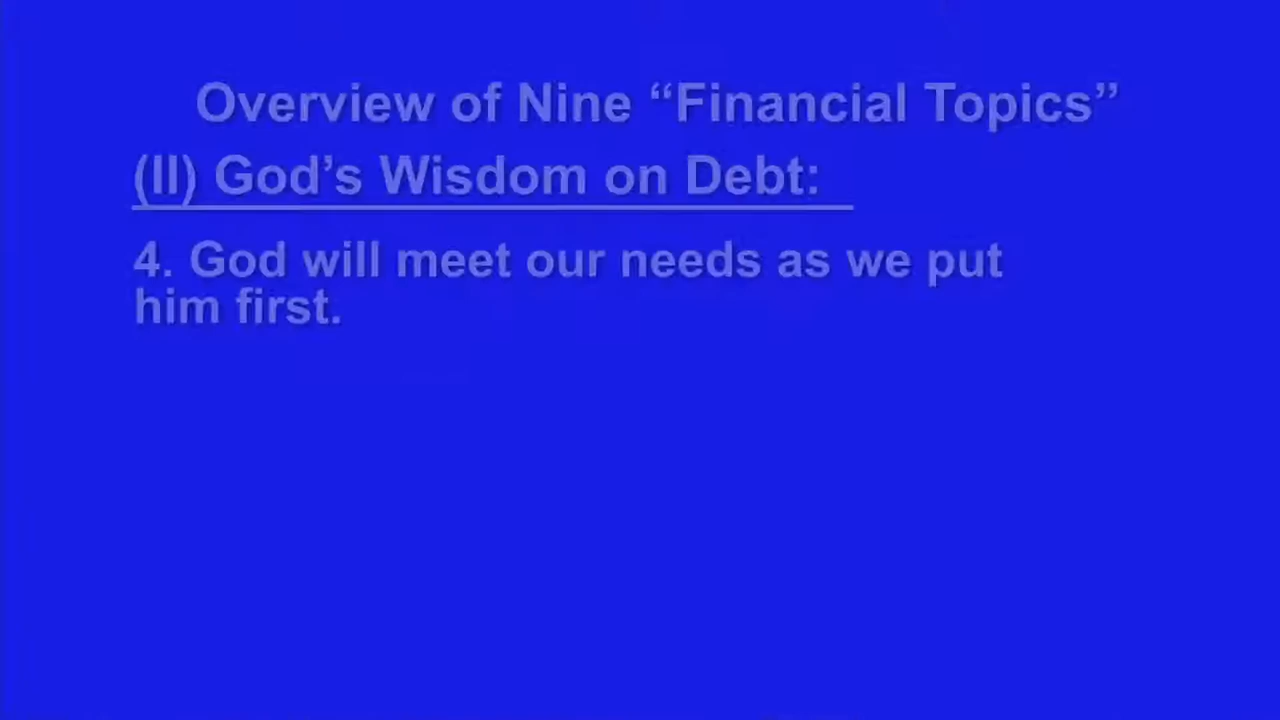 Overview of Nine “Financial Topics”
(II) God’s Wisdom on Debt:
4. God will meet our needs as we put
him first.